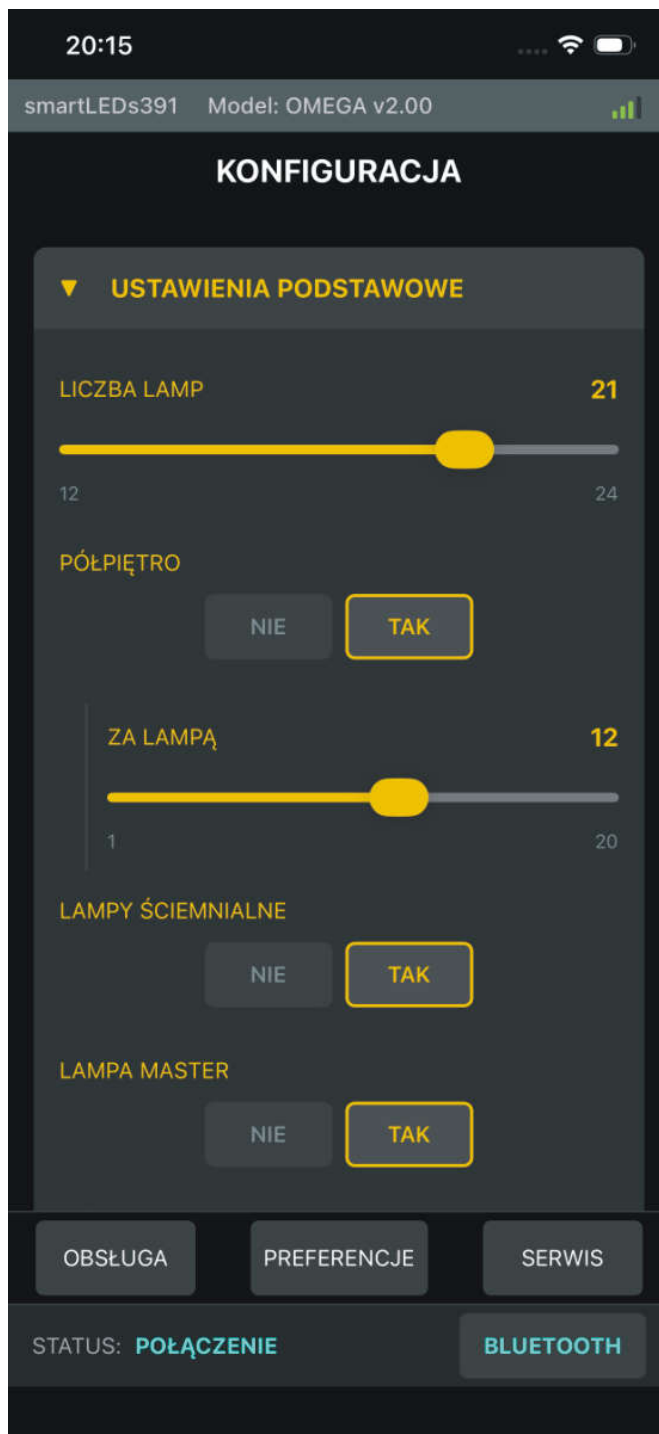 20:15
smartLEDs391 Model: OMEGA v2.00
KONFIGURACJA
▼ USTAWIENIA PODSTAWOWE
LICZBA LAMP 21
12 24
PÓŁPIĘTRO
NIE TAK
ZA LAMPĄ 12
1 20
LAMPY ŚCIEMNIALNE
NIE TAK
LAMPA MASTER
NIE TAK
OBSŁUGA PREFERENCJE SERWIS
STATUS: POŁĄCZENIE BLUETOOTH